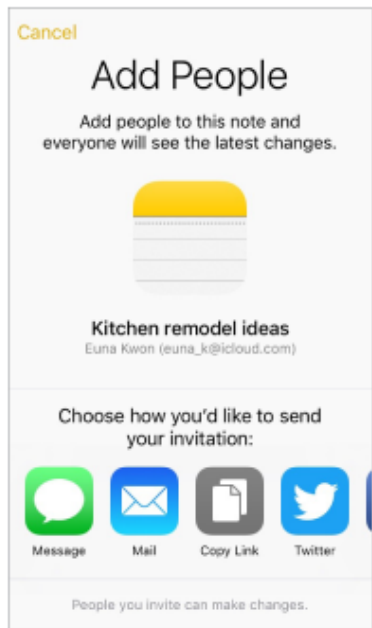 Cancel
Add People
Add people to this note and
everyone will see the latest changes.
Kitchen remodel ideas
Euna Kwon (euna_k@icloud.com)
Choose how you'd like to send
your invitation:
Message Mail Copy Link Twitter
People you invite can make changes.